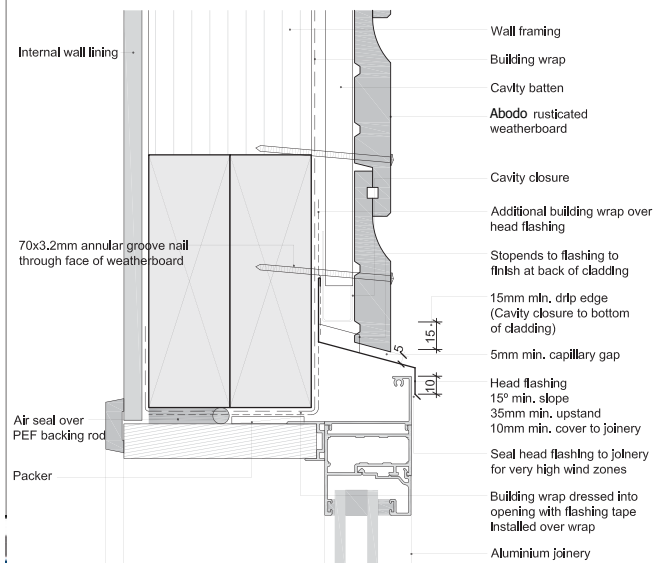 Internal wall lining
70x3.2mm annular groove nail
through face of weatherboard
Air seal over
PEF backing rod
Packer
Wall framing
Building wrap
Cavity batten
Abodo rusticated
weatherboard
Cavity closure
Additional building wrap over
head flashing
Stopends to flashing to
finish at back of cladding
15mm min. drip edge
(Cavity closure to bottom
of cladding)
15
5mm min. capillary gap
5
Head flashing
15º min. slope
35mm min. upstand
10mm min. cover to joinery
10
Seal head flashing to joinery
for very high wind zones
Building wrap dressed into
opening with flashing tape
Installed over wrap
Aluminium joinery